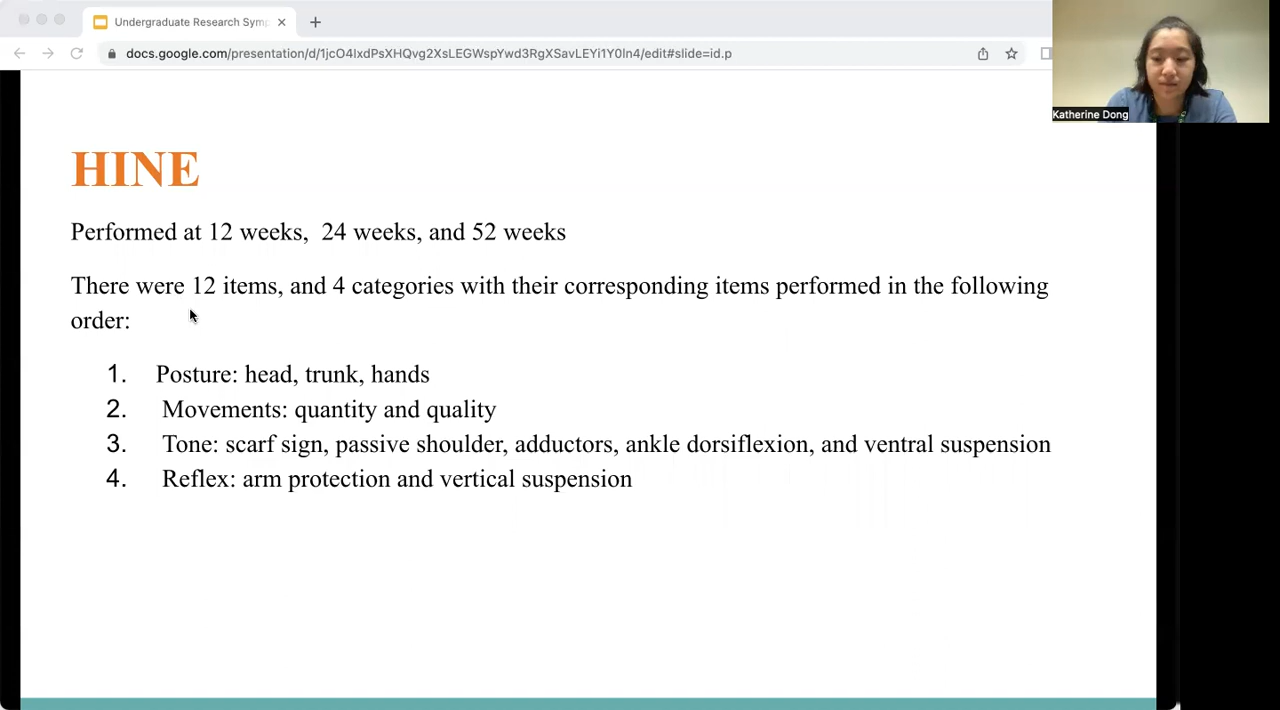 Undergraduate Research Symp
docs.google.com/presentation/d/1jcO4lxdPsXHQvg2XsLEGWspYwd3RgXSavLEYi1Y0ln4/edit#slide=id.p
Katherine Dong
HINE
Performed at 12 weeks,  24 weeks, and 52 weeks
There were 12 items, and 4 categories with their corresponding items performed in the following
order:
1. Posture: head, trunk, hands
2. Movements: quantity and quality
3. Tone: scarf sign, passive shoulder, adductors, ankle dorsiflexion, and ventral suspension
4. Reflex: arm protection and vertical suspension